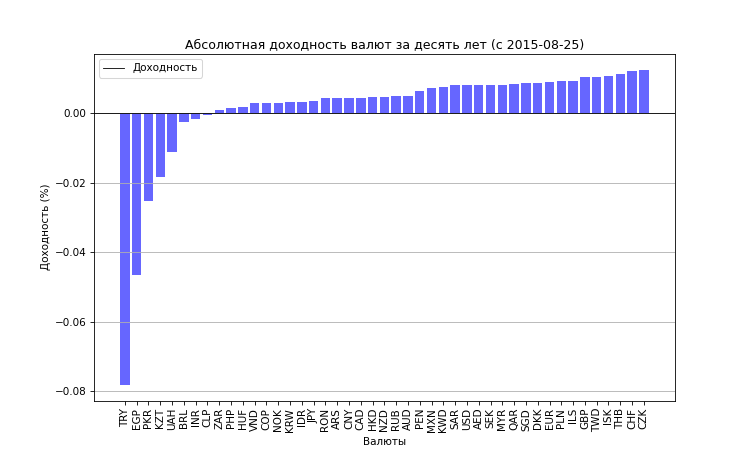 Абсолютная доходность валют за десять лет (с 2015-08-25)
Доходность
0.00
−0.02
−0.04
−0.06
−0.08
Доходность (%)
TRY EGP PKR KZT UAH BRL INR CLP ZAR PHP HUF VND COP NOK KRW IDR JPY RON ARS CNY CAD HKD NZD RUB AUD PEN MXN KWD SAR USD AED SEK MYR QAR SGD DKK EUR PLN ILS GBP TWD ISK THB CHF CZK
Валюты